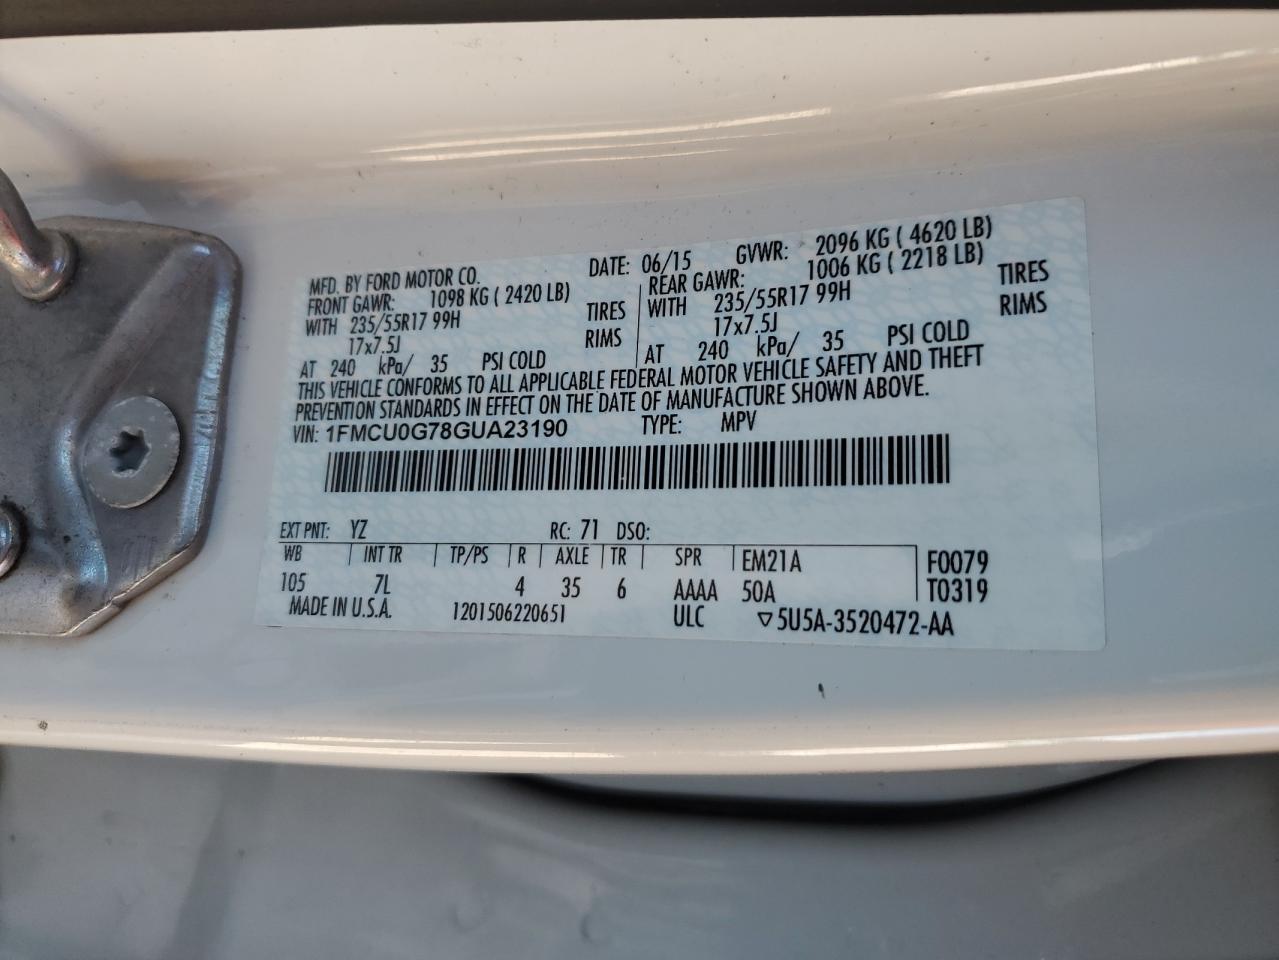 MFD. BY FORD MOTOR CO. DATE: 06/15 GVWR: 2096 KG ( 4620 LB)
FRONT GAWR: 1098 KG ( 2420 LB) REAR GAWR: 1006 KG ( 2218 LB)
WITH 235/55R17 99H TIRES WITH 235/55R17 99H TIRES
17x7.5J RIMS 17x7.5J RIMS
AT 240 kPa/ 35 PSI COLD AT 240 kPa/ 35 PSI COLD
THIS VEHICLE CONFORMS TO ALL APPLICABLE FEDERAL MOTOR VEHICLE SAFETY AND THEFT
PREVENTION STANDARDS IN EFFECT ON THE DATE OF MANUFACTURE SHOWN ABOVE.
VIN: 1FMCU0G78GUA23190 TYPE: MPV
EXT PNT: YZ RC: 71 DSO:
WB INT TR TP/PS R AXLE TR SPR EM21A F0079
105 7L 4 35 6 AAAA 50A T0319
MADE IN U.S.A. 1201506220651 ULC ▽5U5A-3520472-AA